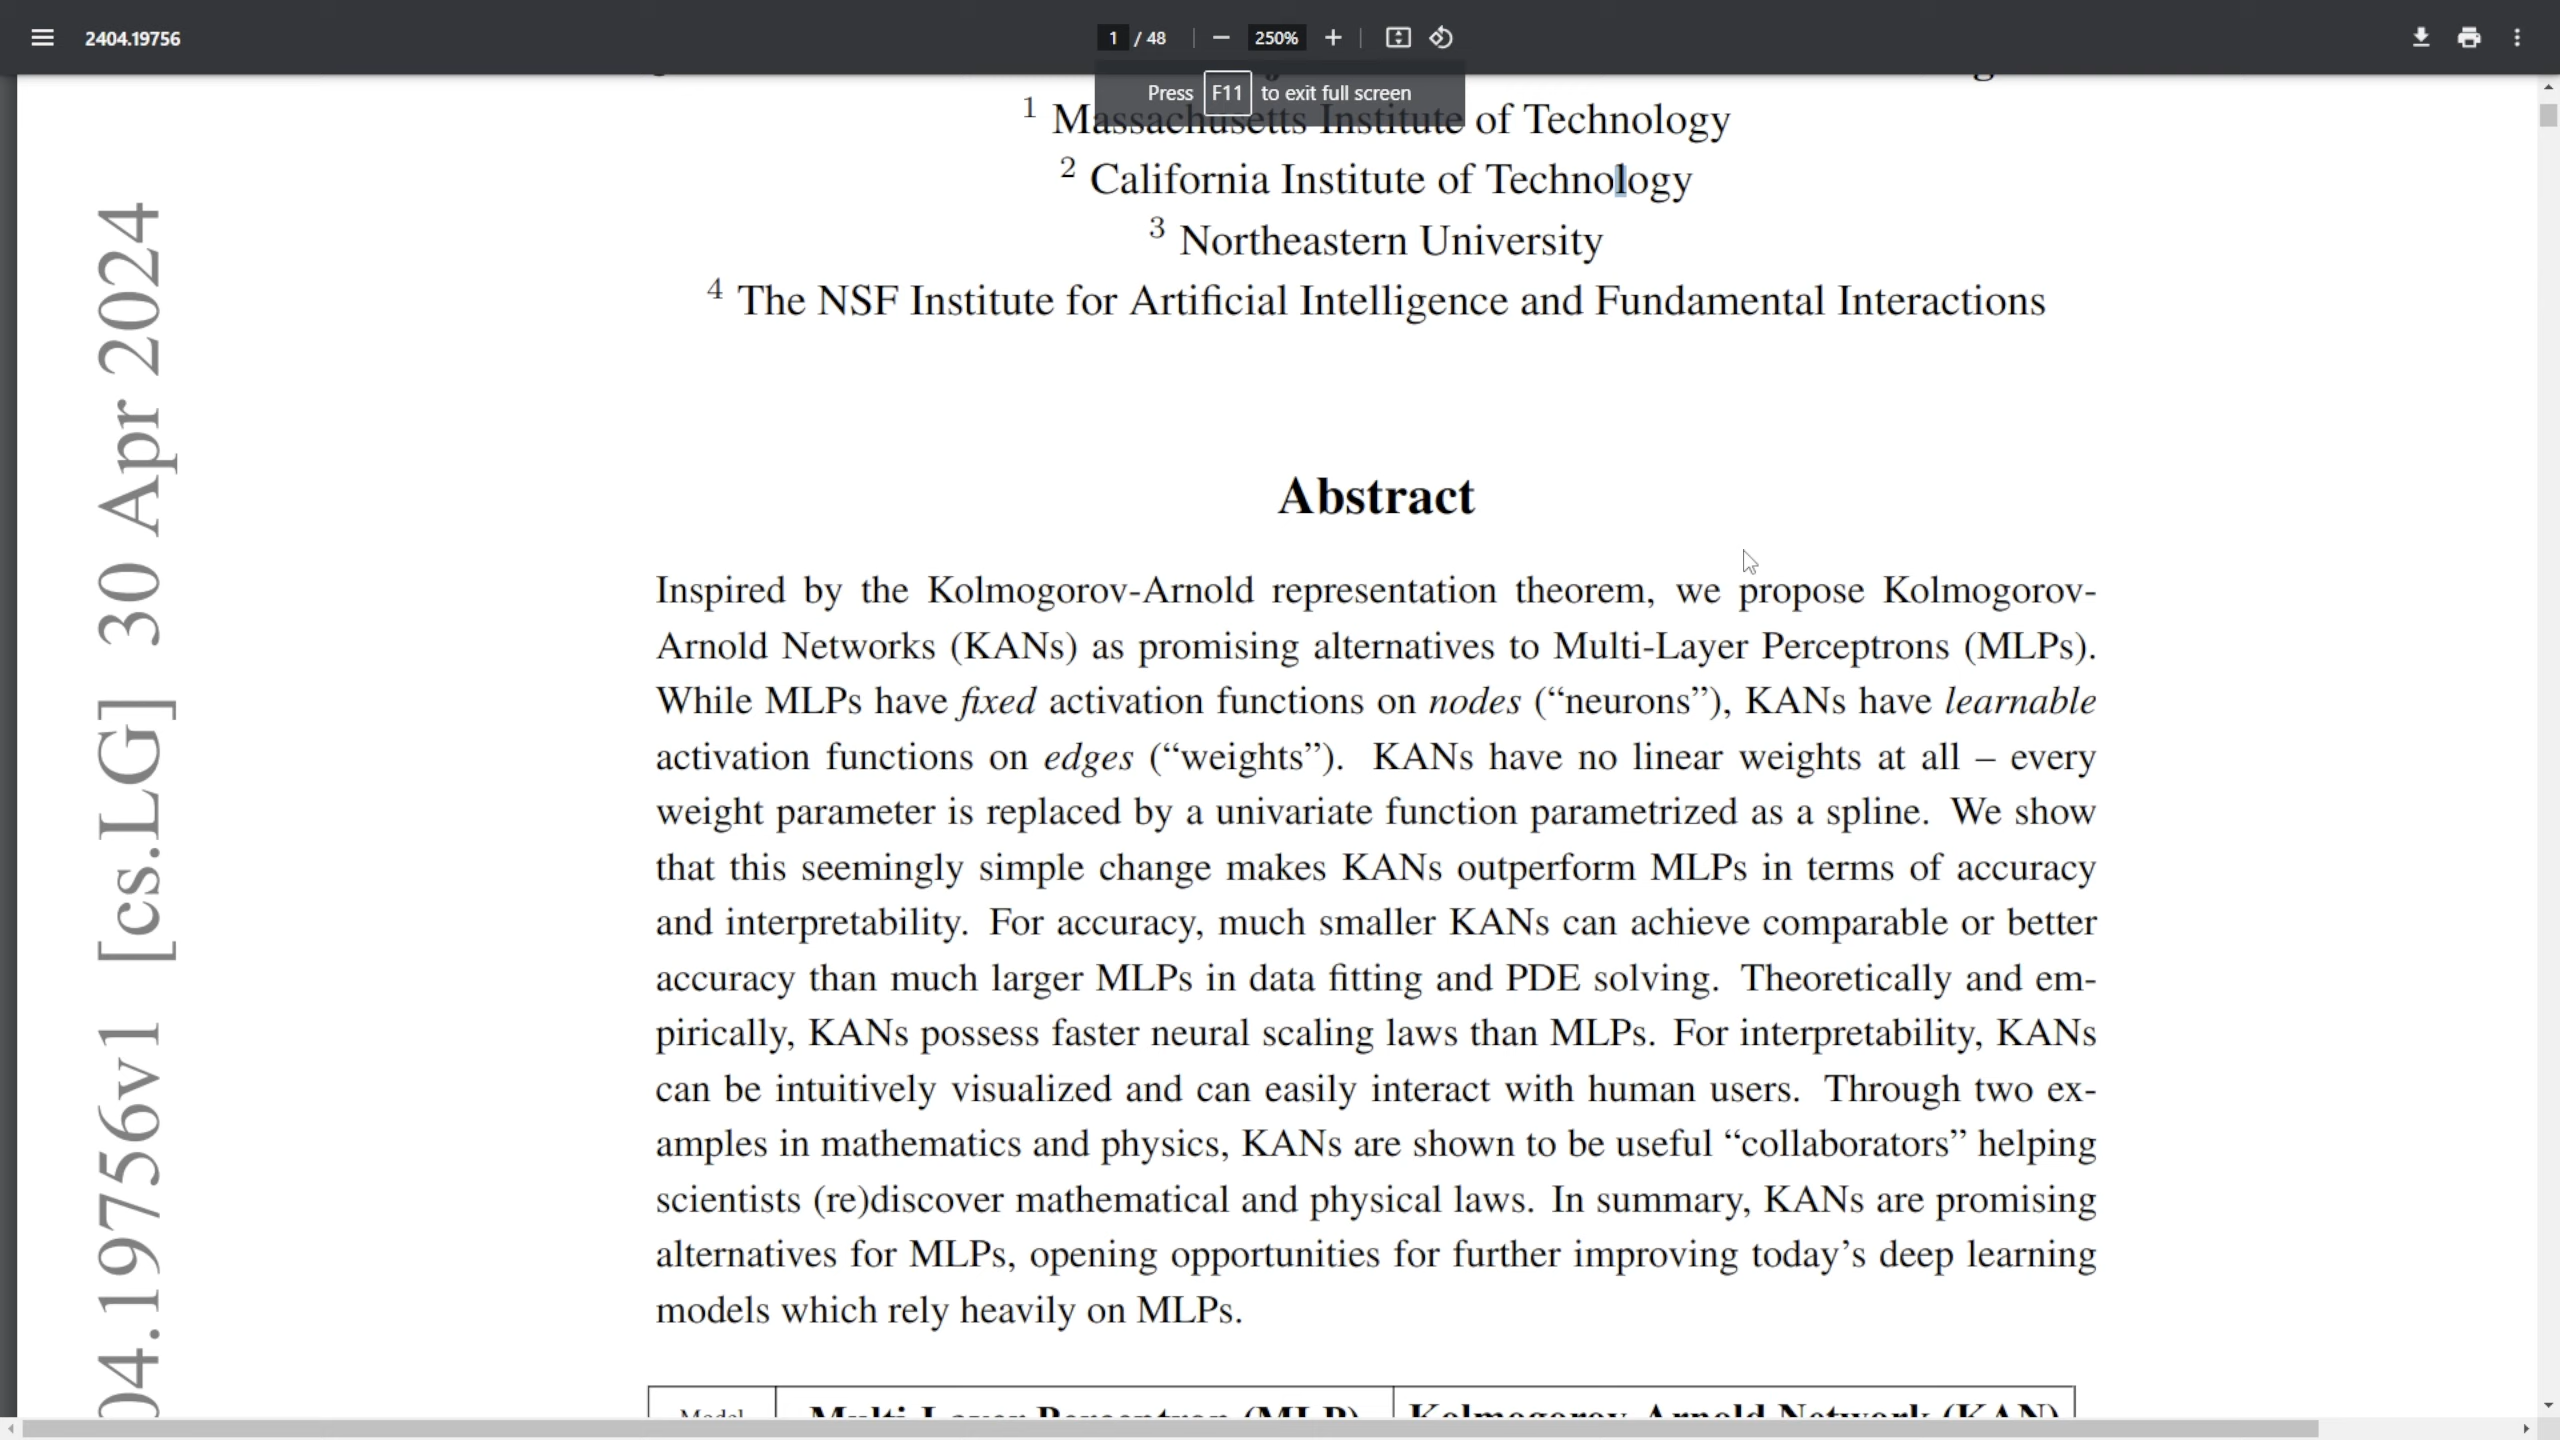 2404.19756
1 / 48
250%
Press F11 to exit full screen
1 Massachusetts Institute of Technology
2 California Institute of Technology
3 Northeastern University
4 The NSF Institute for Artificial Intelligence and Fundamental Interactions
Abstract
Inspired by the Kolmogorov-Arnold representation theorem, we propose Kolmogorov-
Arnold Networks (KANs) as promising alternatives to Multi-Layer Perceptrons (MLPs).
While MLPs have fixed activation functions on nodes (“neurons”), KANs have learnable
activation functions on edges (“weights”). KANs have no linear weights at all – every
weight parameter is replaced by a univariate function parametrized as a spline. We show
that this seemingly simple change makes KANs outperform MLPs in terms of accuracy
and interpretability. For accuracy, much smaller KANs can achieve comparable or better
accuracy than much larger MLPs in data fitting and PDE solving. Theoretically and em-
pirically, KANs possess faster neural scaling laws than MLPs. For interpretability, KANs
can be intuitively visualized and can easily interact with human users. Through two ex-
amples in mathematics and physics, KANs are shown to be useful “collaborators” helping
scientists (re)discover mathematical and physical laws. In summary, KANs are promising
alternatives for MLPs, opening opportunities for further improving today’s deep learning
models which rely heavily on MLPs.
Model Multi-Layer Perceptron (MLP) Kolmogorov-Arnold Network (KAN)
04.19756v1 [cs.LG] 30 Apr 2024